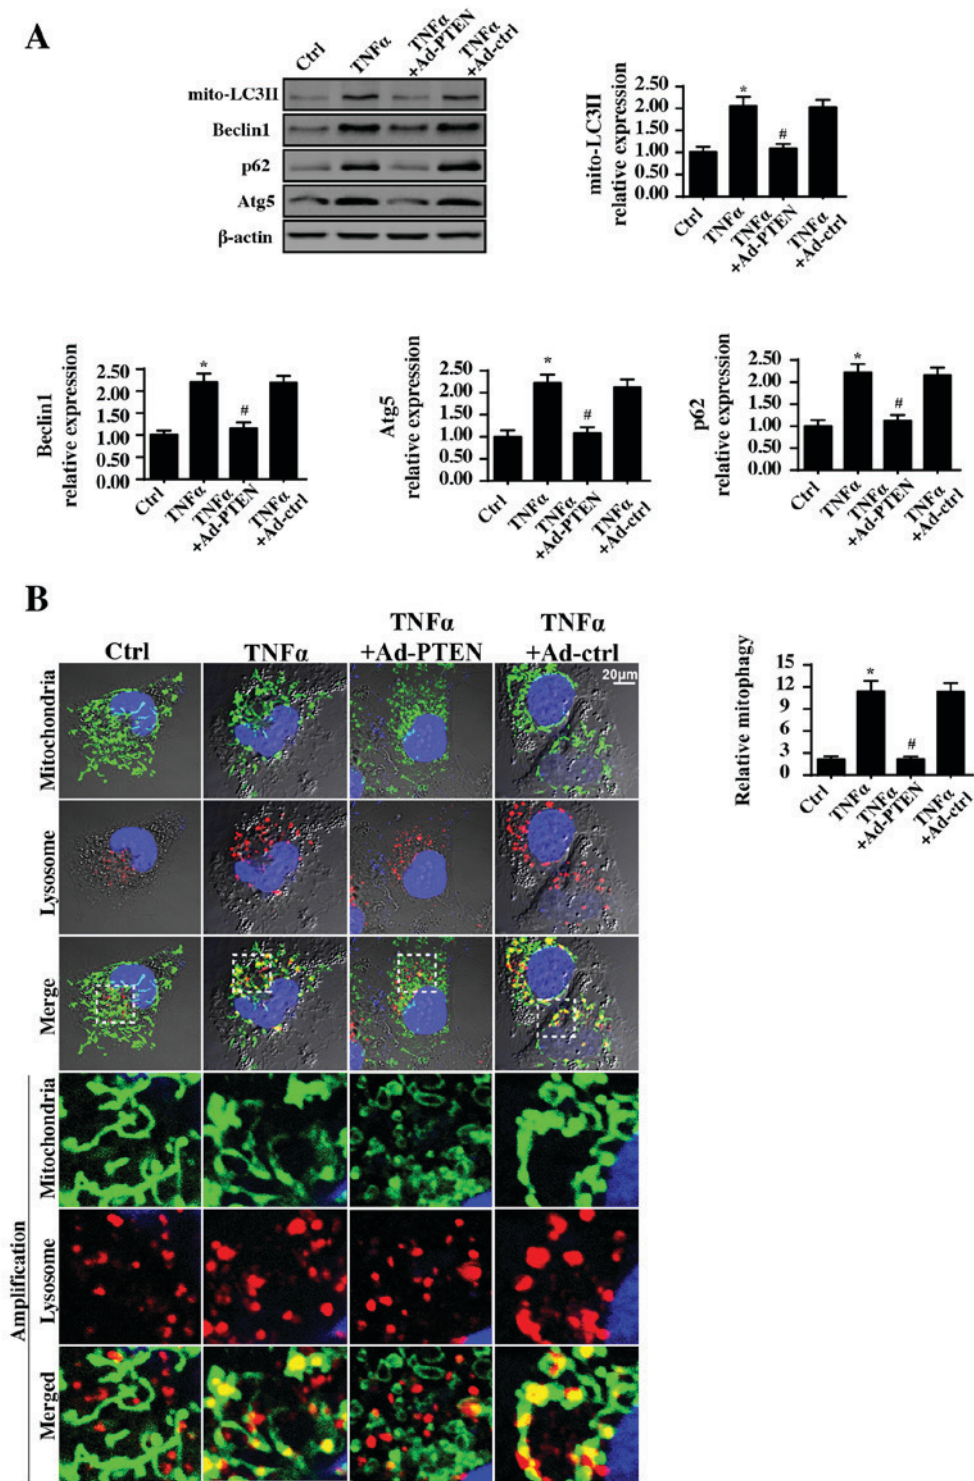 A
Ctrl
TNFα
TNFα
+Ad-PTEN
TNFα
+Ad-ctrl
mito-LC3II
Beclin1
p62
Atg5
β-actin
mito-LC3II
relative expression
2.50
2.00
1.50
1.00
0.50
0.00
*
#
Ctrl
TNFα
TNFα
+Ad-PTEN
TNFα
+Ad-ctrl
Beclin1
relative expression
2.50
2.00
1.50
1.00
0.50
0.00
*
#
Ctrl
TNFα
TNFα
+Ad-PTEN
TNFα
+Ad-ctrl
Atg5
relative expression
2.50
2.00
1.50
1.00
0.50
0.00
*
#
Ctrl
TNFα
TNFα
+Ad-PTEN
TNFα
+Ad-ctrl
p62
relative expression
2.50
2.00
1.50
1.00
0.50
0.00
*
#
Ctrl
TNFα
TNFα
+Ad-PTEN
TNFα
+Ad-ctrl
B
Ctrl
TNFα
TNFα
+Ad-PTEN
TNFα
+Ad-ctrl
20μm
Mitochondria
Lysosome
Merge
Amplification
Mitochondria
Lysosome
Merged
Relative mitophagy
15
12
9
6
3
0
*
#
Ctrl
TNFα
TNFα
+Ad-PTEN
TNFα
+Ad-ctrl